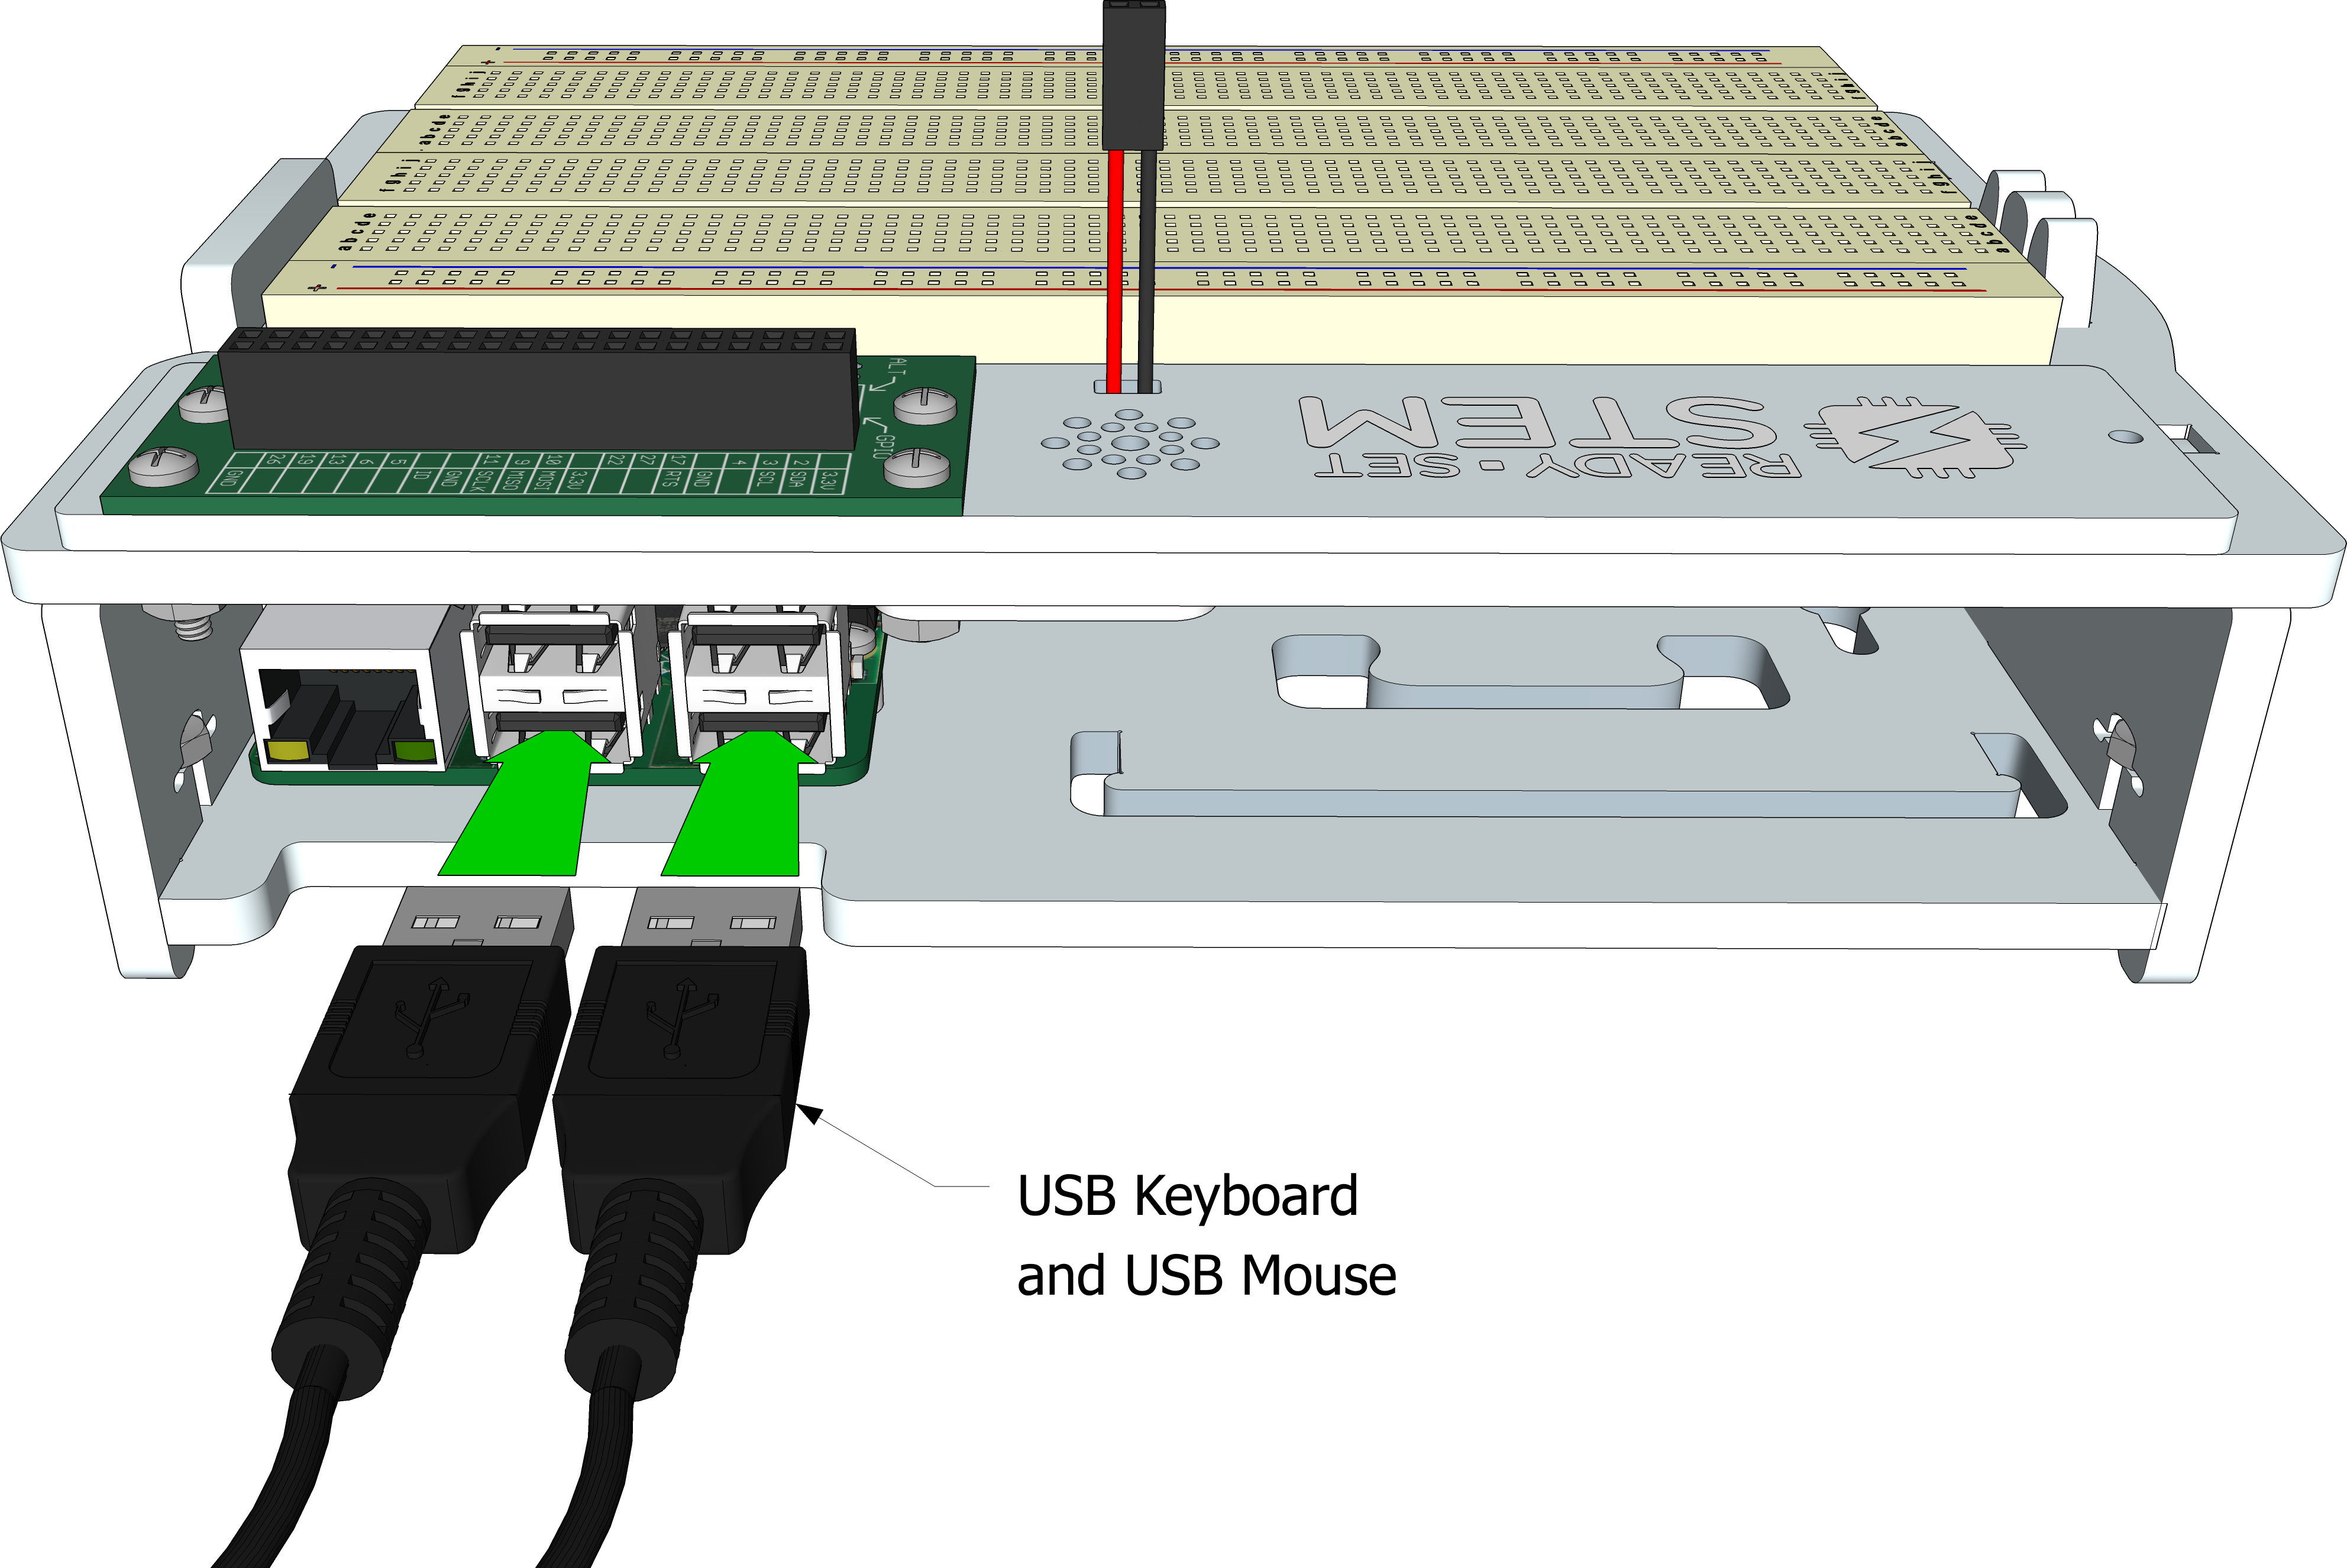 - 
+
f g h i j
a b c d e
f g h i j
a b c d e
-
+
ALT
GPIO
GND
26
19
13
6
5
ID
GND
11 SCLK
9 MISO
10 MOSI
3.3V
22
27
17 RTS
GND
4
3 SCL
2 SDA
3.3V
READY-SET
STEM
USB Keyboard
and USB Mouse